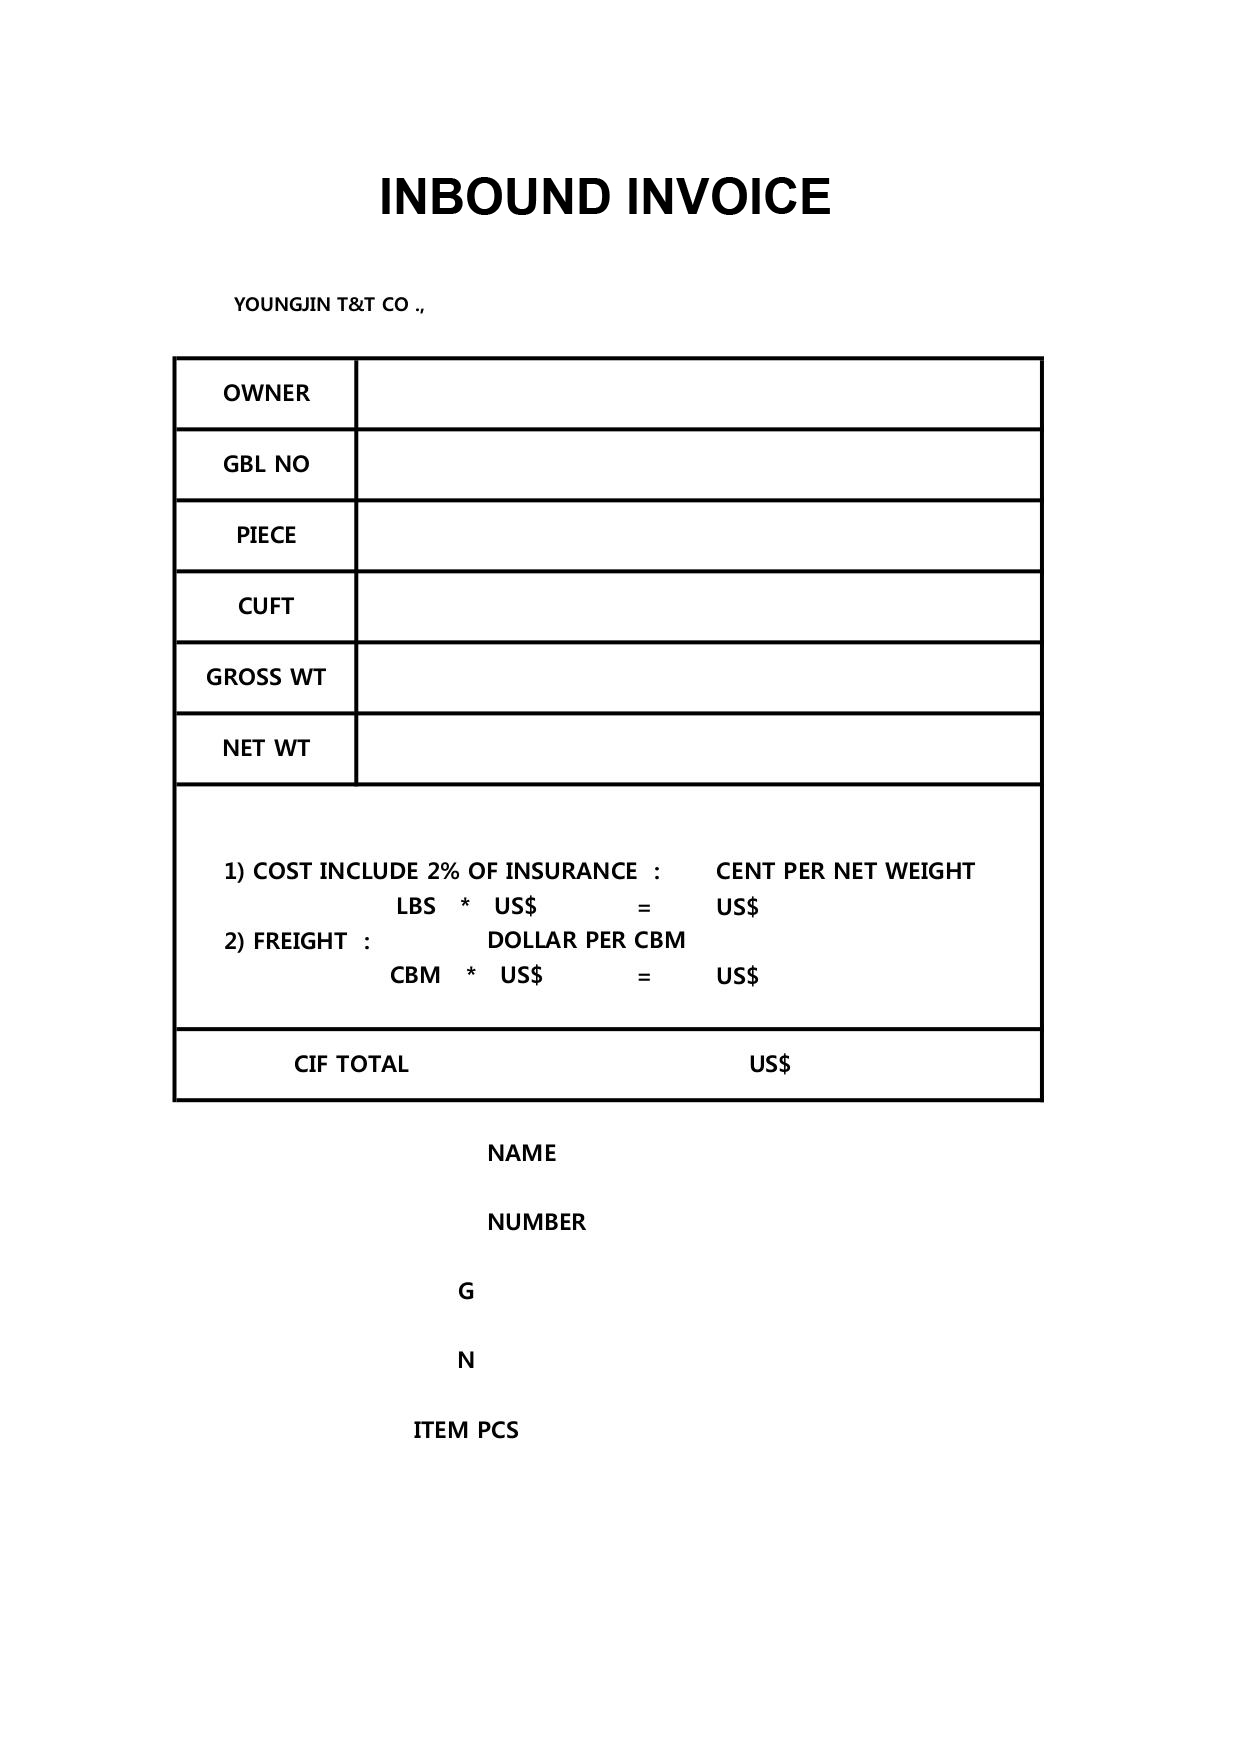 INBOUND INVOICE
YOUNGJIN T&T CO .,
OWNER
GBL NO
PIECE
CUFT
GROSS WT
NET WT
1) COST INCLUDE 2% OF INSURANCE : CENT PER NET WEIGHT
LBS * US$ = US$
2) FREIGHT : DOLLAR PER CBM
CBM * US$ = US$
CIF TOTAL US$
NAME
NUMBER
G
N
ITEM PCS